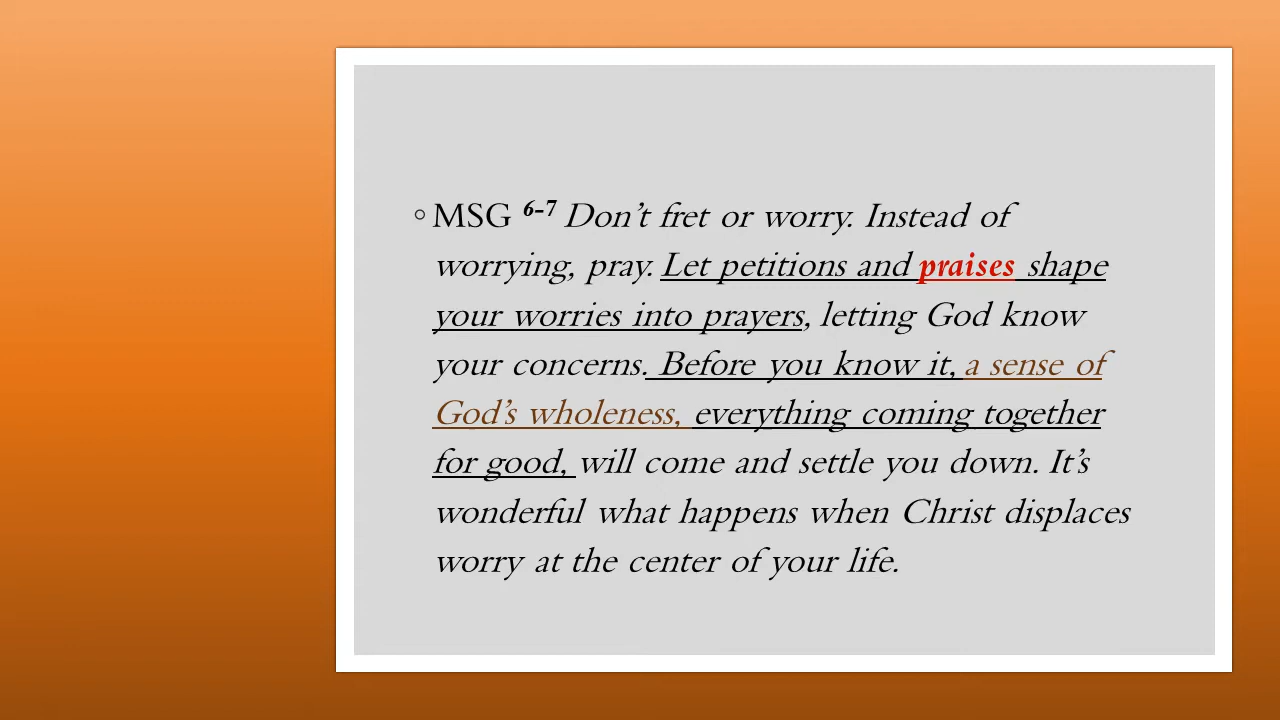 ◦ MSG 6-7 Don’t fret or worry. Instead of
worrying, pray. Let petitions and praises shape
your worries into prayers, letting God know
your concerns. Before you know it, a sense of
God’s wholeness, everything coming together
for good, will come and settle you down. It’s
wonderful what happens when Christ displaces
worry at the center of your life.